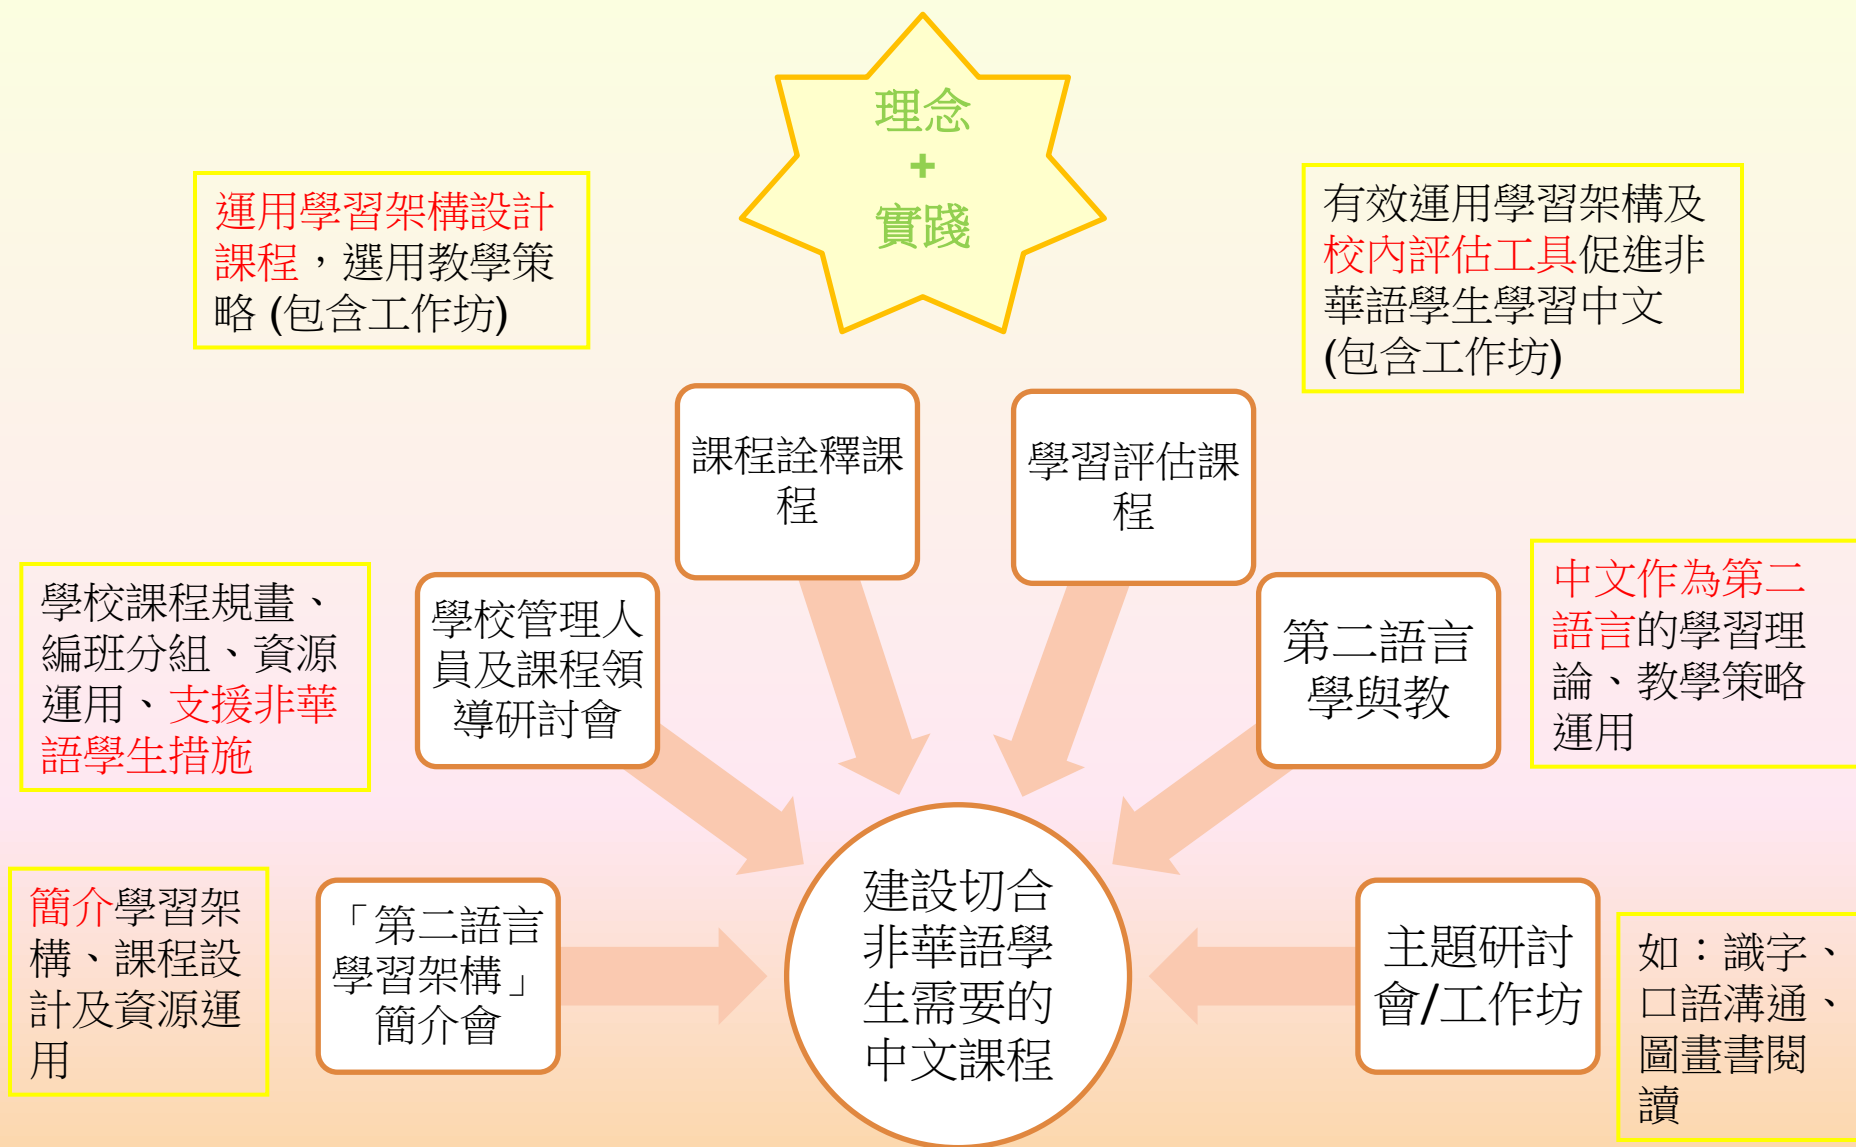 理念
+
實踐
運用學習架構設計
課程，選用教學策
略 (包含工作坊)
有效運用學習架構及
校內評估工具促進非
華語學生學習中文
(包含工作坊)
課程詮釋課
程
學習評估課
程
學校課程規畫、
編班分組、資源
運用、支援非華
語學生措施
學校管理人
員及課程領
導研討會
第二語言
學與教
中文作為第二
語言的學習理
論、教學策略
運用
簡介學習架
構、課程設
計及資源運
用
「第二語言
學習架構」
簡介會
建設切合
非華語學
生需要的
中文課程
主題研討
會/工作坊
如：識字、
口語溝通、
圖畫書閱
讀